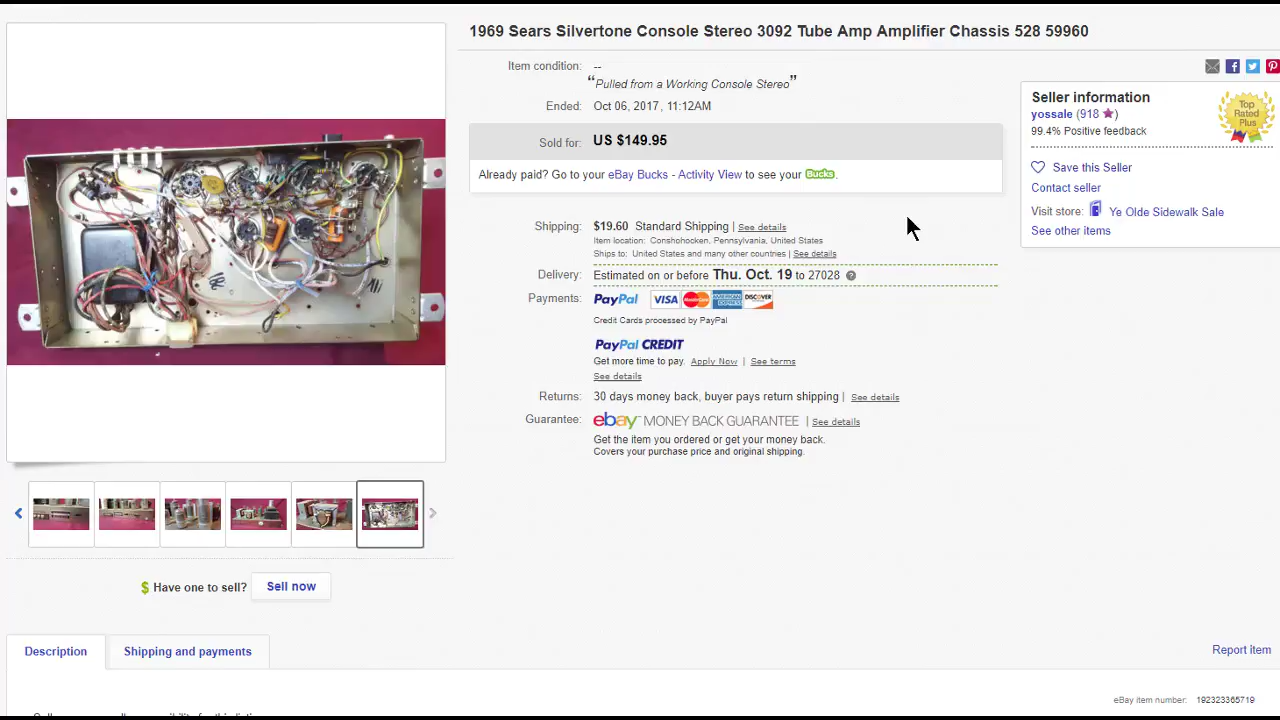 1969 Sears Silvertone Console Stereo 3092 Tube Amp Amplifier Chassis 528 59960
Item condition: --
“Pulled from a Working Console Stereo”
Ended: Oct 06, 2017, 11:12AM
Sold for: US $149.95
Already paid? Go to your eBay Bucks - Activity View to see your Bucks.
Shipping: $19.60 Standard Shipping | See details
Item location: Conshohocken, Pennsylvania, United States
Ships to: United States and many other countries | See details
Delivery: Estimated on or before Thu. Oct. 19 to 27028 ?
Payments: PayPal VISA MasterCard AMERICAN EXPRESS DISCOVER
Credit Cards processed by PayPal
PayPal CREDIT
Get more time to pay. Apply Now | See terms
See details
Returns: 30 days money back, buyer pays return shipping | See details
Guarantee: ebay MONEY BACK GUARANTEE | See details
Get the item you ordered or get your money back.
Covers your purchase price and original shipping.
Seller information
yossale (918)
99.4% Positive feedback
Top Rated Plus
Save this Seller
Contact seller
Visit store: Ye Olde Sidewalk Sale
See other items
$ Have one to sell? Sell now
Description
Shipping and payments
Report item
eBay item number: 192323365719